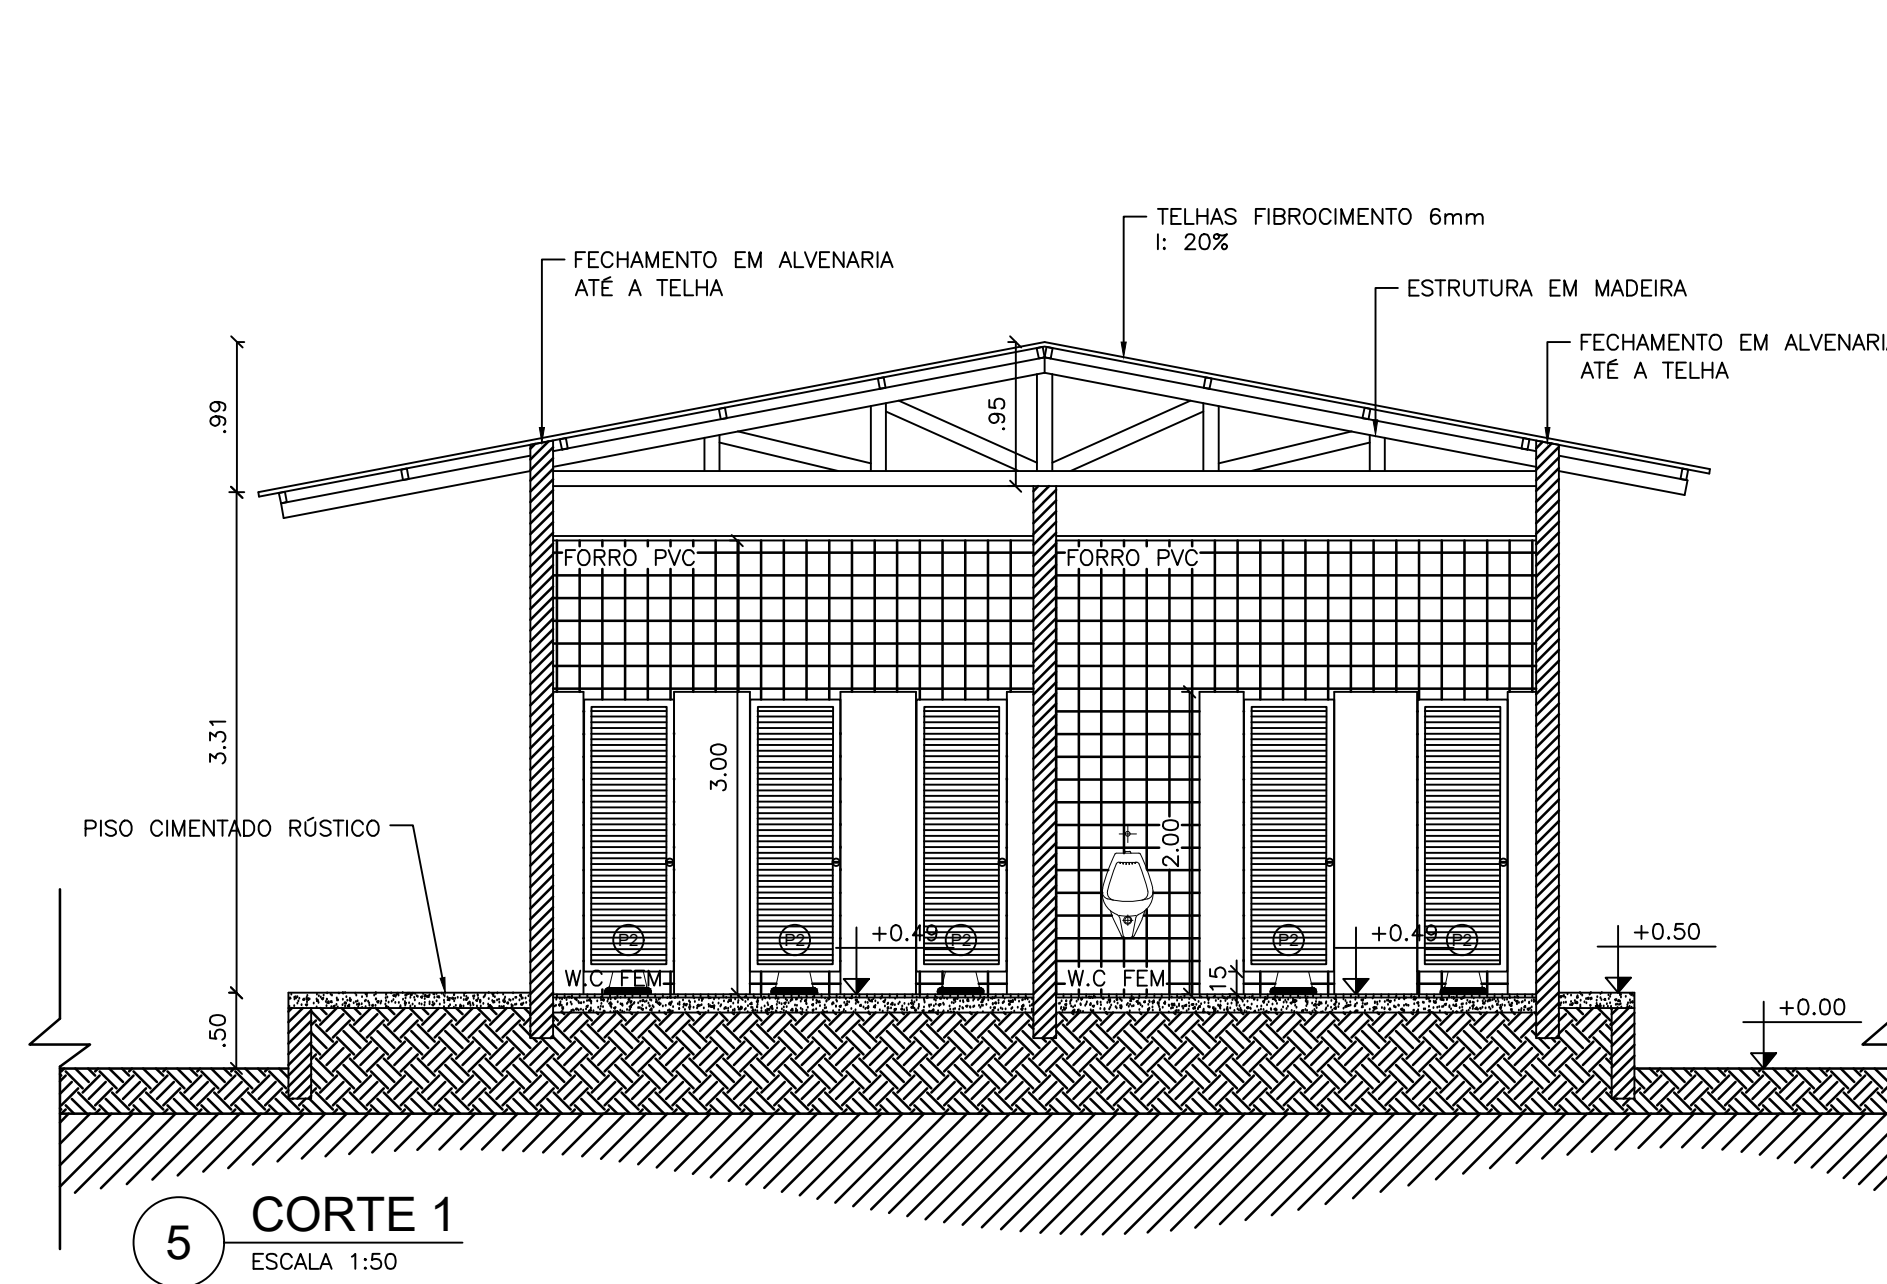 TELHAS FIBROCIMENTO 6mm
I: 20%
FECHAMENTO EM ALVENARIA
ATÉ A TELHA
ESTRUTURA EM MADEIRA
FECHAMENTO EM ALVENARI
ATÉ A TELHA
.99
.95
FORRO PVC
FORRO PVC
3.31
3.00
2.00
PISO CIMENTADO RÚSTICO
P2
P2
+0.49
P2
P2
+0.49
P2
+0.50
W.C FEM
W.C FEM
.15
+0.00
.50
5
CORTE 1
ESCALA 1:50